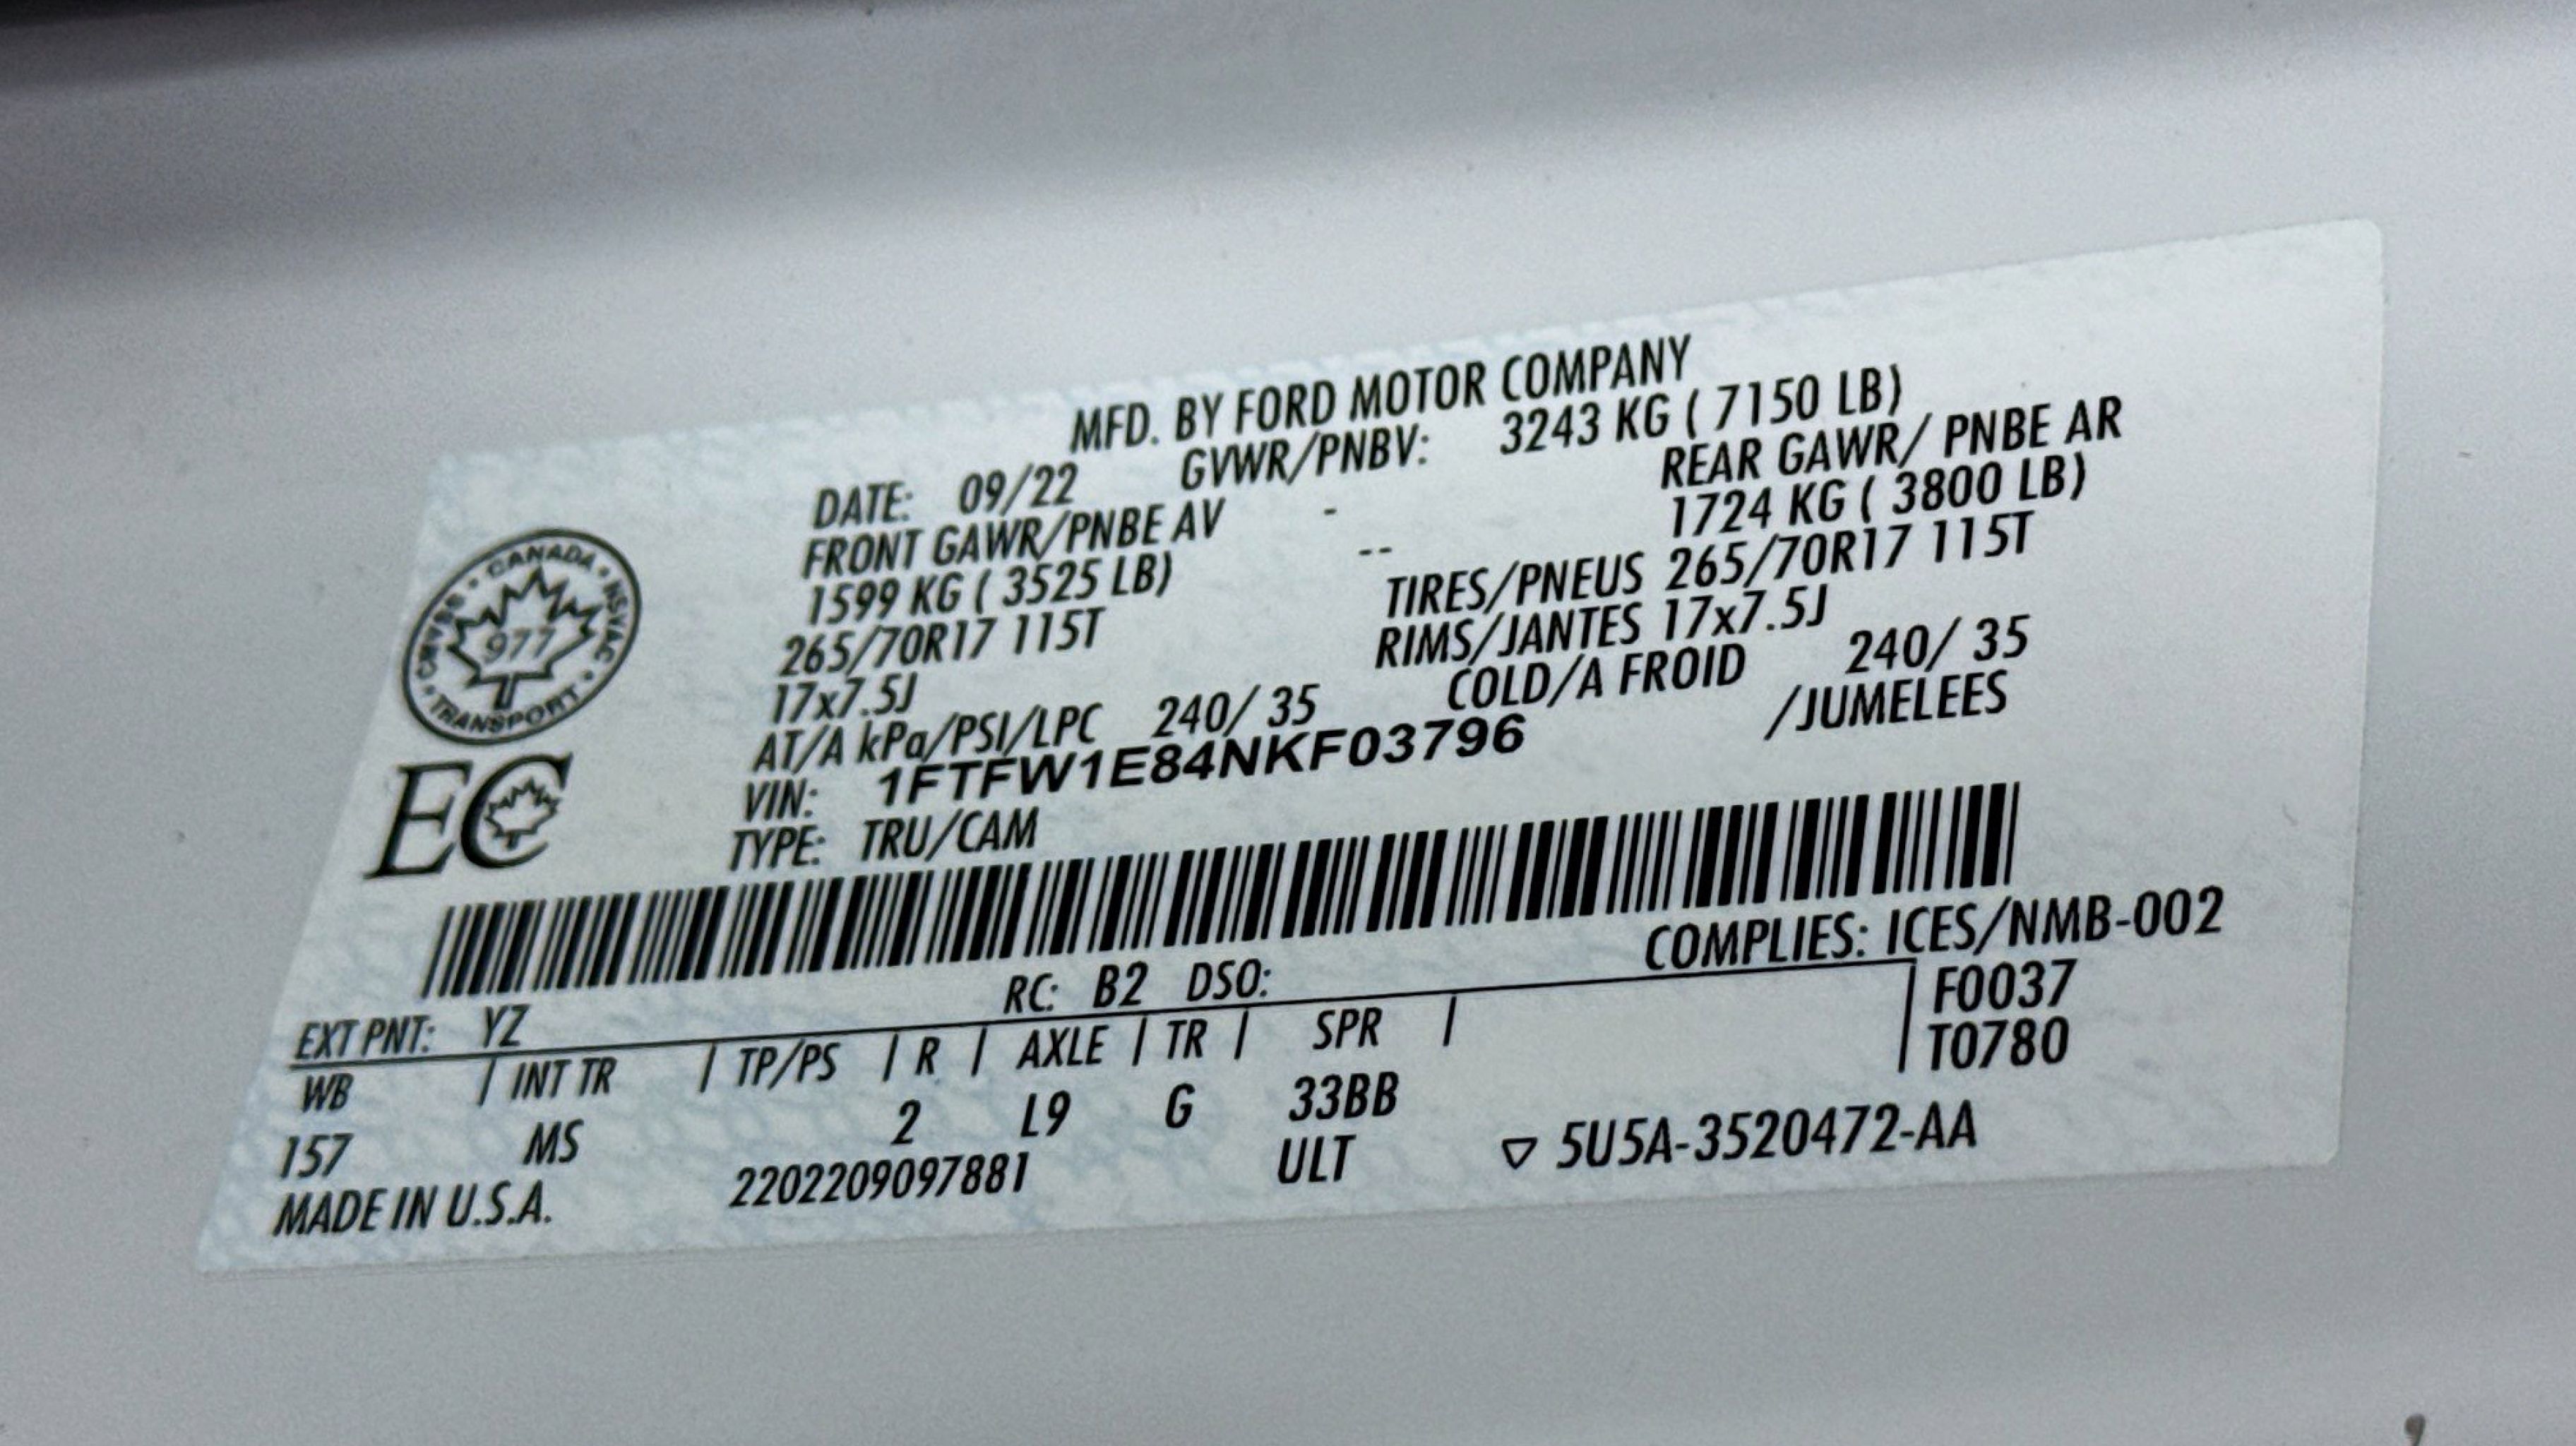 MFD. BY FORD MOTOR COMPANY
DATE: 09/22 GVWR/PNBV: 3243 KG ( 7150 LB)
FRONT GAWR/PNBE AV - REAR GAWR/ PNBE AR
1599 KG ( 3525 LB) -- 1724 KG ( 3800 LB)
265/70R17 115T TIRES/PNEUS 265/70R17 115T
17x7.5J RIMS/JANTES 17x7.5J
AT/A kPa/PSI/LPC 240/ 35 COLD/A FROID 240/ 35
VIN: 1FTFW1E84NKF03796 /JUMELEES
TYPE: TRU/CAM
CANADA • NSVAC • TRANSPORT • CMVSS •
977
EC
COMPLIES: ICES/NMB-002
EXT PNT: YZ RC: B2 DSO: F0037
WB | INT TR | TP/PS | R | AXLE | TR | SPR | T0780
157 MS 2 L9 G 33BB
MADE IN U.S.A. 2202209097881 ULT ▽ 5U5A-3520472-AA